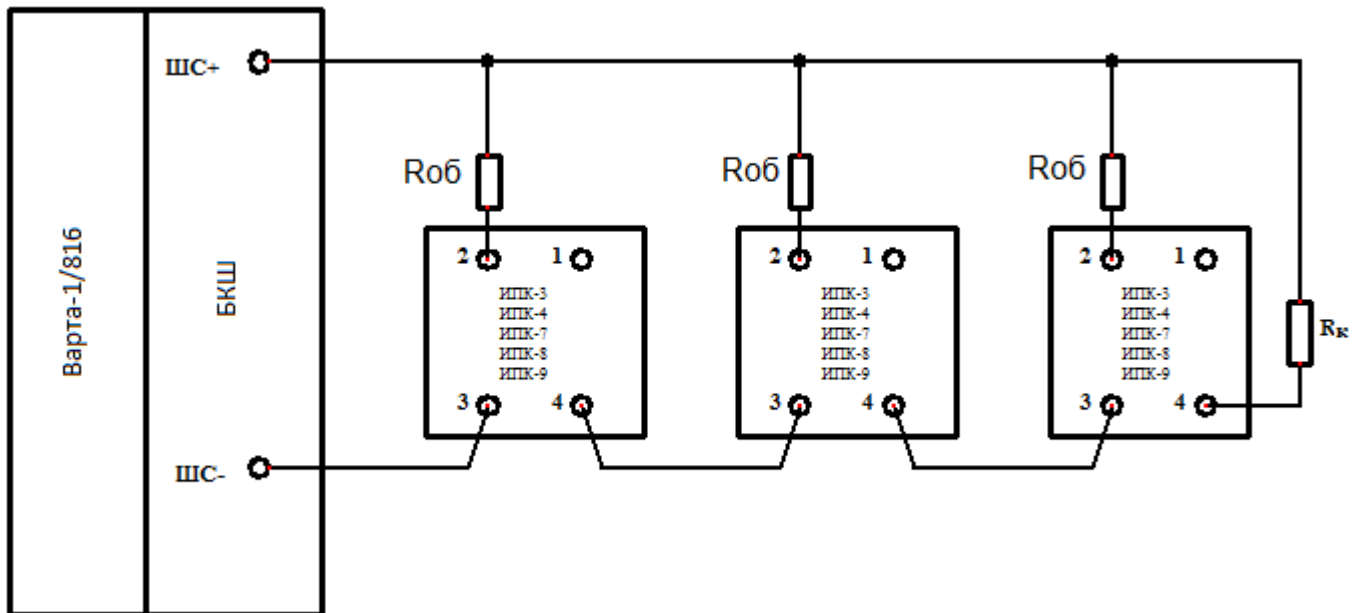 ШС+
Rоб
Rоб
Rоб
2
1
2
1
2
1
Варта-1/816
БКШ
ИПК-3
ИПК-4
ИПК-7
ИПК-8
ИПК-9
ИПК-3
ИПК-4
ИПК-7
ИПК-8
ИПК-9
ИПК-3
ИПК-4
ИПК-7
ИПК-8
ИПК-9
Rк
3
4
3
4
3
4
ШС-